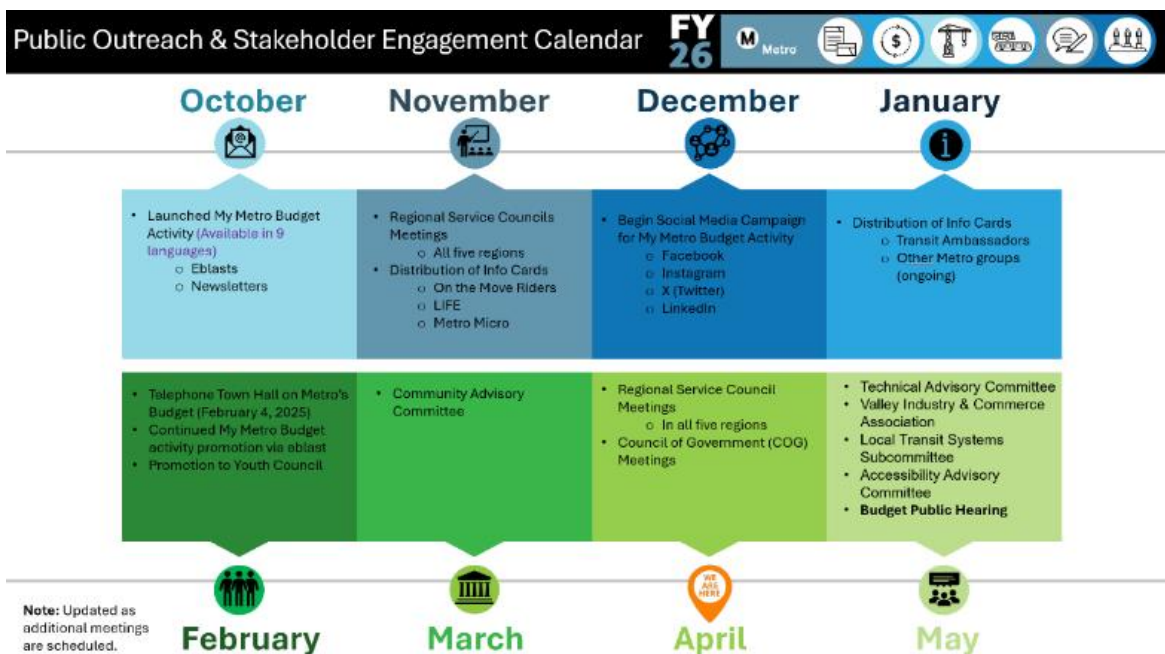 Public Outreach & Stakeholder Engagement Calendar
FY
26
M Metro
October
November
December
January
• Launched My Metro Budget
Activity (Available in 9
languages)
o Eblasts
o Newsletters
• Regional Service Councils
Meetings
o All five regions
• Distribution of Info Cards
o On the Move Riders
o LIFE
o Metro Micro
• Begin Social Media Campaign
for My Metro Budget Activity
o Facebook
o Instagram
o X (Twitter)
o LinkedIn
• Distribution of Info Cards
o Transit Ambassadors
o Other Metro groups
(ongoing)
• Telephone Town Hall on Metro's
Budget (February 4, 2025)
• Continued My Metro Budget
activity promotion via eblast
• Promotion to Youth Council
• Community Advisory
Committee
• Regional Service Council
Meetings
o In all five regions
• Council of Government (COG)
Meetings
• Technical Advisory Committee
• Valley Industry & Commerce
Association
• Local Transit Systems
Subcommittee
• Accessibility Advisory
Committee
• Budget Public Hearing
WE
ARE
HERE
Note: Updated as
additional meetings
are scheduled.
February
March
April
May